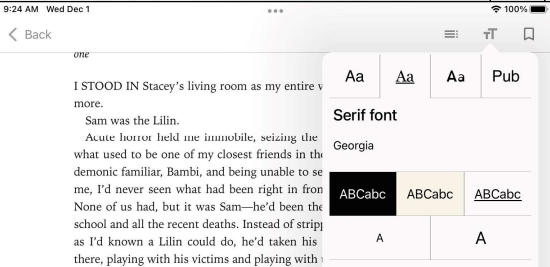 9:24 AM Wed Dec 1
100%
Back
TT
one
I STOOD IN Stacey's living room as my entire
more.
Sam was the Lilin.
Acute horror held me immobile, seizing the
what used to be one of my closest friends in the
demonic familiar, Bambi, and being unable to se
me, I'd never seen what had been right in fron
None of us had, but it was Sam—he'd been the
school and all the recent deaths. Instead of stripp
as I'd known a Lilin could do, he'd taken his
there, playing with his victims and playing with
Aa Aa Aa Pub
Serif font
Georgia
ABCabc ABCabc ABCabc
A A